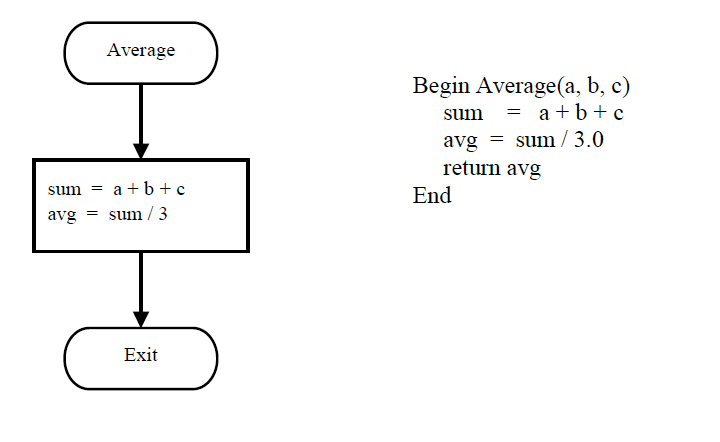 Average
sum = a + b + c
avg = sum / 3
Exit
Begin Average(a, b, c)
sum = a + b + c
avg = sum / 3.0
return avg
End